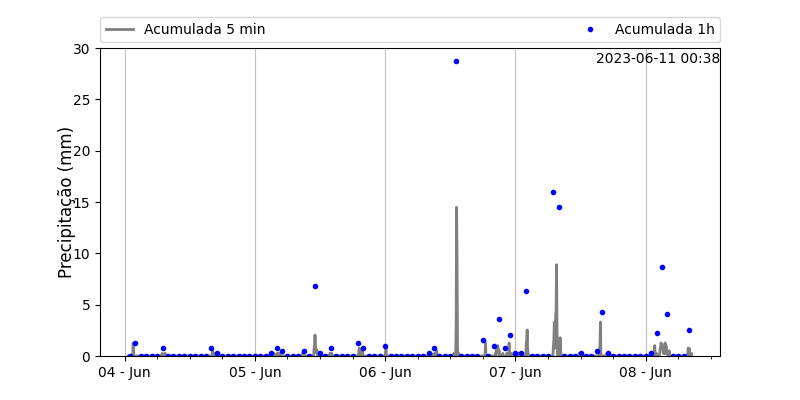 Acumulada 5 min
Acumulada 1h
2023-06-11 00:38
Precipitação (mm)
30
25
20
15
10
5
0
04 - Jun
05 - Jun
06 - Jun
07 - Jun
08 - Jun